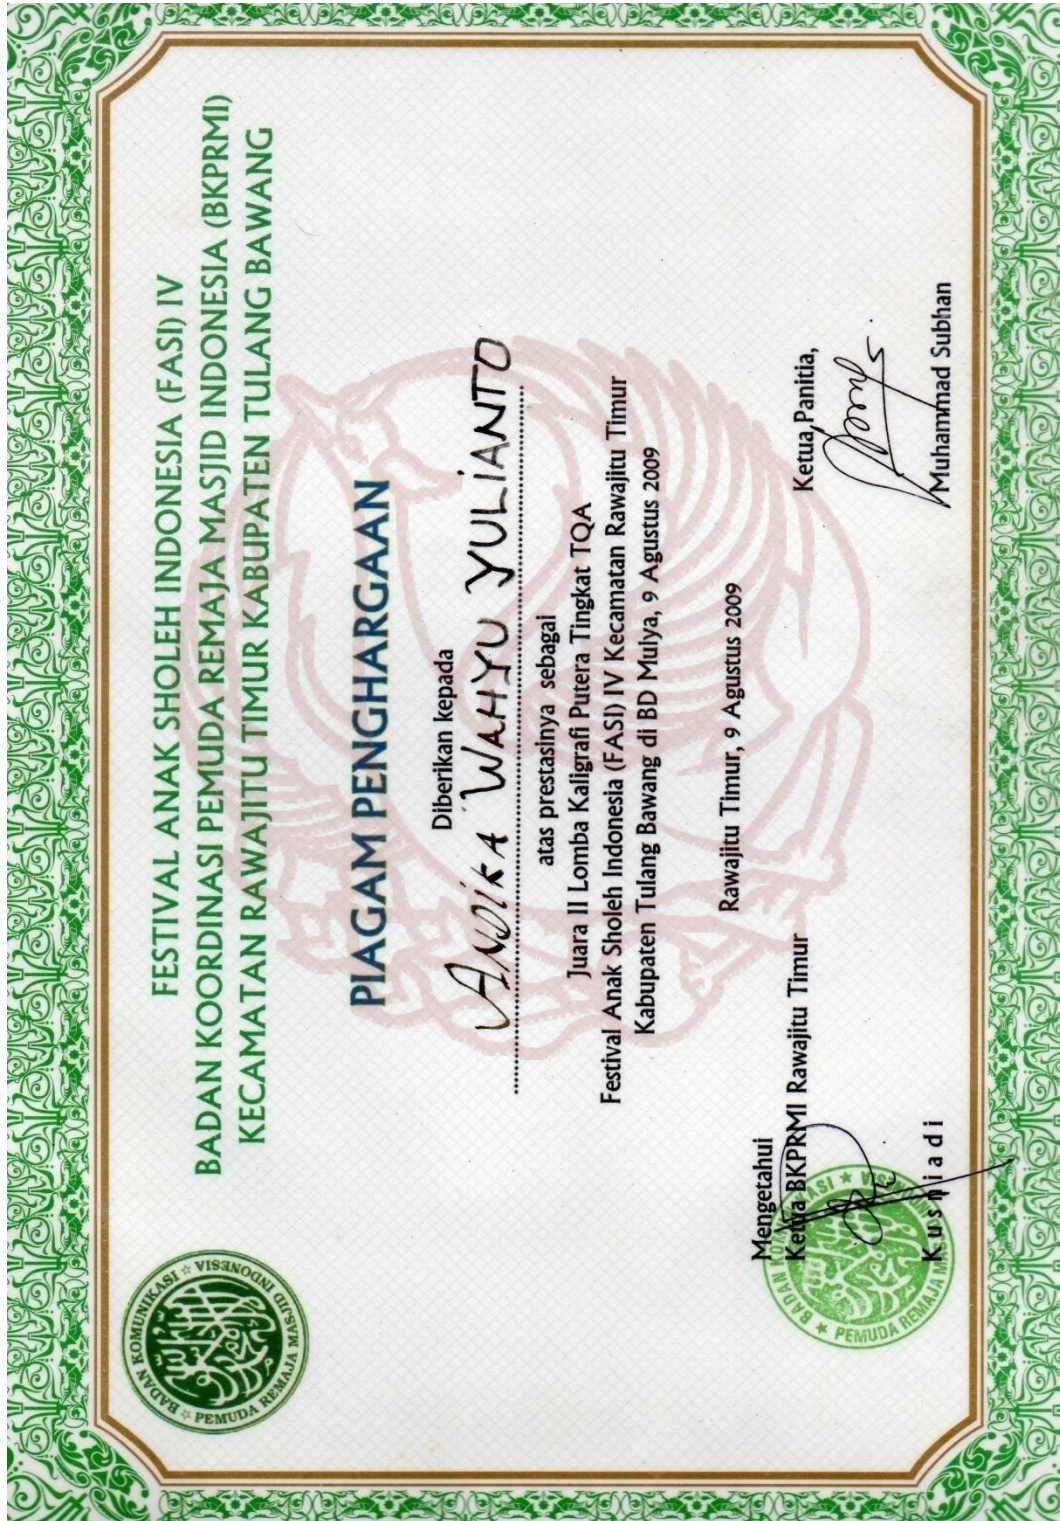 FESTIVAL ANAK SHOLEH INDONESIA (FASI) IV
BADAN KOORDINASI PEMUDA REMAJA MASJID INDONESIA (BKPRMI)
KECAMATAN RAWAJITU TIMUR KABUPATEN TULANG BAWANG
BADAN KOMUNIKASI
PEMUDA REMAJA MASJID INDONESIA
PIAGAM PENGHARGAAN
Diberikan kepada
ANDIKA WAHYU YULIANTO
atas prestasinya sebagai
Juara II Lomba Kaligrafi Putera Tingkat TQA
Festival Anak Sholeh Indonesia (FASI) IV Kecamatan Rawajitu Timur
Kabupaten Tulang Bawang di BD Mulya, 9 Agustus 2009
Rawajitu Timur, 9 Agustus 2009
Mengetahui
Ketua BKPRMI Rawajitu Timur
Ketua Panitia,
BADAN
PEMUDA REMAJA
Kusniadi
Muhammad Subhan